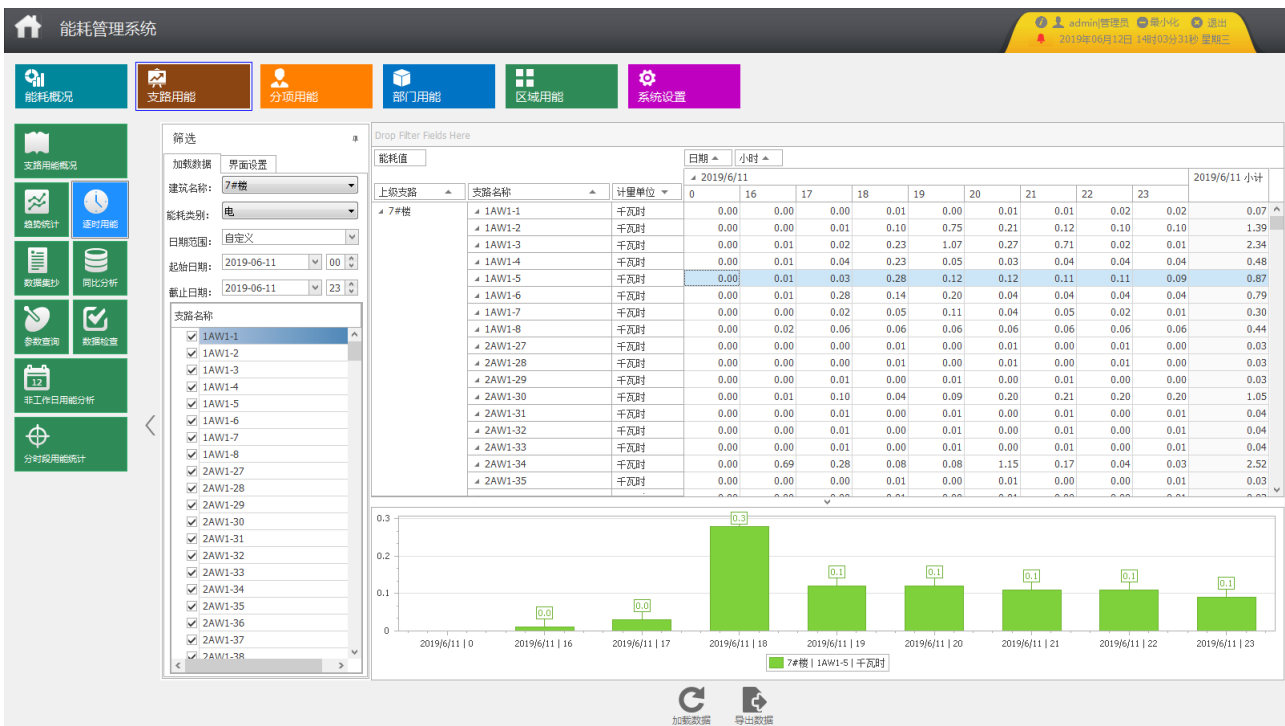 能耗管理系统
admin|管理员 最小化 退出
2019年06月12日 14时03分31秒 星期三
能耗概况 支路用能 分项用能 部门用能 区域用能 系统设置
支路用能概况
趋势统计 逐时用能
数据集抄 同比分析
参数查询 数据检查
12
非工作日用能分析
分时段用能统计
筛选
加载数据 界面设置
建筑名称: 7#楼
能耗类别: 电
日期范围: 自定义
起始日期: 2019-06-11 00
截止日期: 2019-06-11 23
支路名称
1AW1-1
1AW1-2
1AW1-3
1AW1-4
1AW1-5
1AW1-6
1AW1-7
1AW1-8
2AW1-27
2AW1-28
2AW1-29
2AW1-30
2AW1-31
2AW1-32
2AW1-33
2AW1-34
2AW1-35
2AW1-36
2AW1-37
2AW1-38
Drop Filter Fields Here
能耗值 日期 小时
2019/6/11 2019/6/11 小计
上级支路 支路名称 计量单位 0 16 17 18 19 20 21 22 23
7#楼 1AW1-1 千瓦时 0.00 0.00 0.00 0.01 0.00 0.01 0.01 0.02 0.02 0.07
1AW1-2 千瓦时 0.00 0.00 0.01 0.10 0.75 0.21 0.12 0.10 0.10 1.39
1AW1-3 千瓦时 0.00 0.01 0.02 0.23 1.07 0.27 0.71 0.02 0.01 2.34
1AW1-4 千瓦时 0.00 0.01 0.04 0.23 0.05 0.03 0.04 0.04 0.04 0.48
1AW1-5 千瓦时 0.00 0.01 0.03 0.28 0.12 0.12 0.11 0.11 0.09 0.87
1AW1-6 千瓦时 0.00 0.01 0.28 0.14 0.20 0.04 0.04 0.04 0.04 0.79
1AW1-7 千瓦时 0.00 0.00 0.02 0.05 0.11 0.04 0.05 0.02 0.01 0.30
1AW1-8 千瓦时 0.00 0.02 0.06 0.06 0.06 0.06 0.06 0.06 0.06 0.44
2AW1-27 千瓦时 0.00 0.00 0.01 0.00 0.01 0.00 0.01 0.00 0.00 0.03
2AW1-28 千瓦时 0.00 0.00 0.00 0.01 0.00 0.01 0.00 0.01 0.00 0.03
2AW1-29 千瓦时 0.00 0.00 0.01 0.00 0.01 0.00 0.01 0.00 0.00 0.03
2AW1-30 千瓦时 0.00 0.01 0.10 0.04 0.09 0.20 0.21 0.20 0.20 1.05
2AW1-31 千瓦时 0.00 0.00 0.01 0.00 0.01 0.00 0.01 0.00 0.01 0.04
2AW1-32 千瓦时 0.00 0.00 0.01 0.00 0.01 0.00 0.01 0.00 0.01 0.04
2AW1-33 千瓦时 0.00 0.00 0.01 0.00 0.01 0.00 0.01 0.00 0.01 0.04
2AW1-34 千瓦时 0.00 0.69 0.28 0.08 0.08 1.15 0.17 0.04 0.03 2.52
2AW1-35 千瓦时 0.00 0.00 0.00 0.01 0.00 0.01 0.00 0.00 0.01 0.03
0.3 0.2 0.1 0
0.0 0.0 0.3 0.1 0.1 0.1 0.1 0.1
2019/6/11 | 0 2019/6/11 | 16 2019/6/11 | 17 2019/6/11 | 18 2019/6/11 | 19 2019/6/11 | 20 2019/6/11 | 21 2019/6/11 | 22 2019/6/11 | 23
7#楼 | 1AW1-5 | 千瓦时
加载数据 导出数据